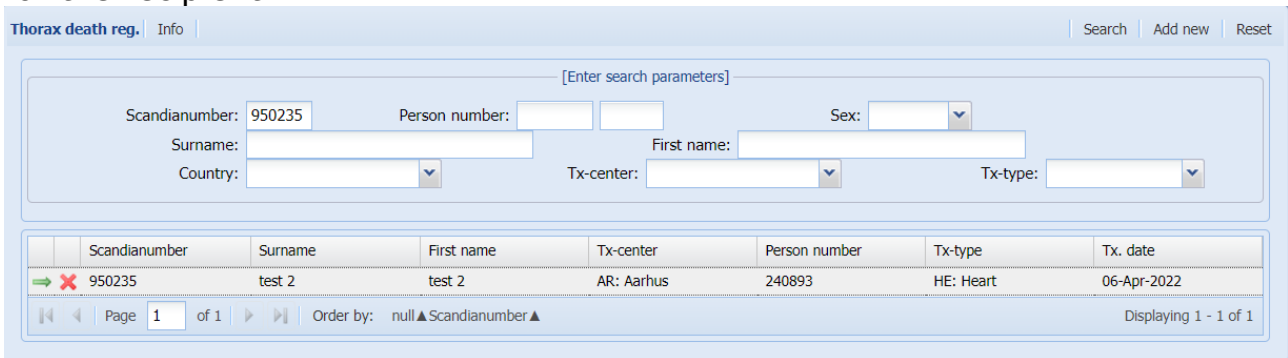 Thorax death reg. Info Search Add new Reset
[Enter search parameters]
Scandianumber: 950235 Person number: Sex:
Surname: First name:
Country: Tx-center: Tx-type:
Scandianumber Surname First name Tx-center Person number Tx-type Tx. date
950235 test 2 test 2 AR: Aarhus 240893 HE: Heart 06-Apr-2022
Page 1 of 1 Order by: null▲Scandianumber▲ Displaying 1 - 1 of 1